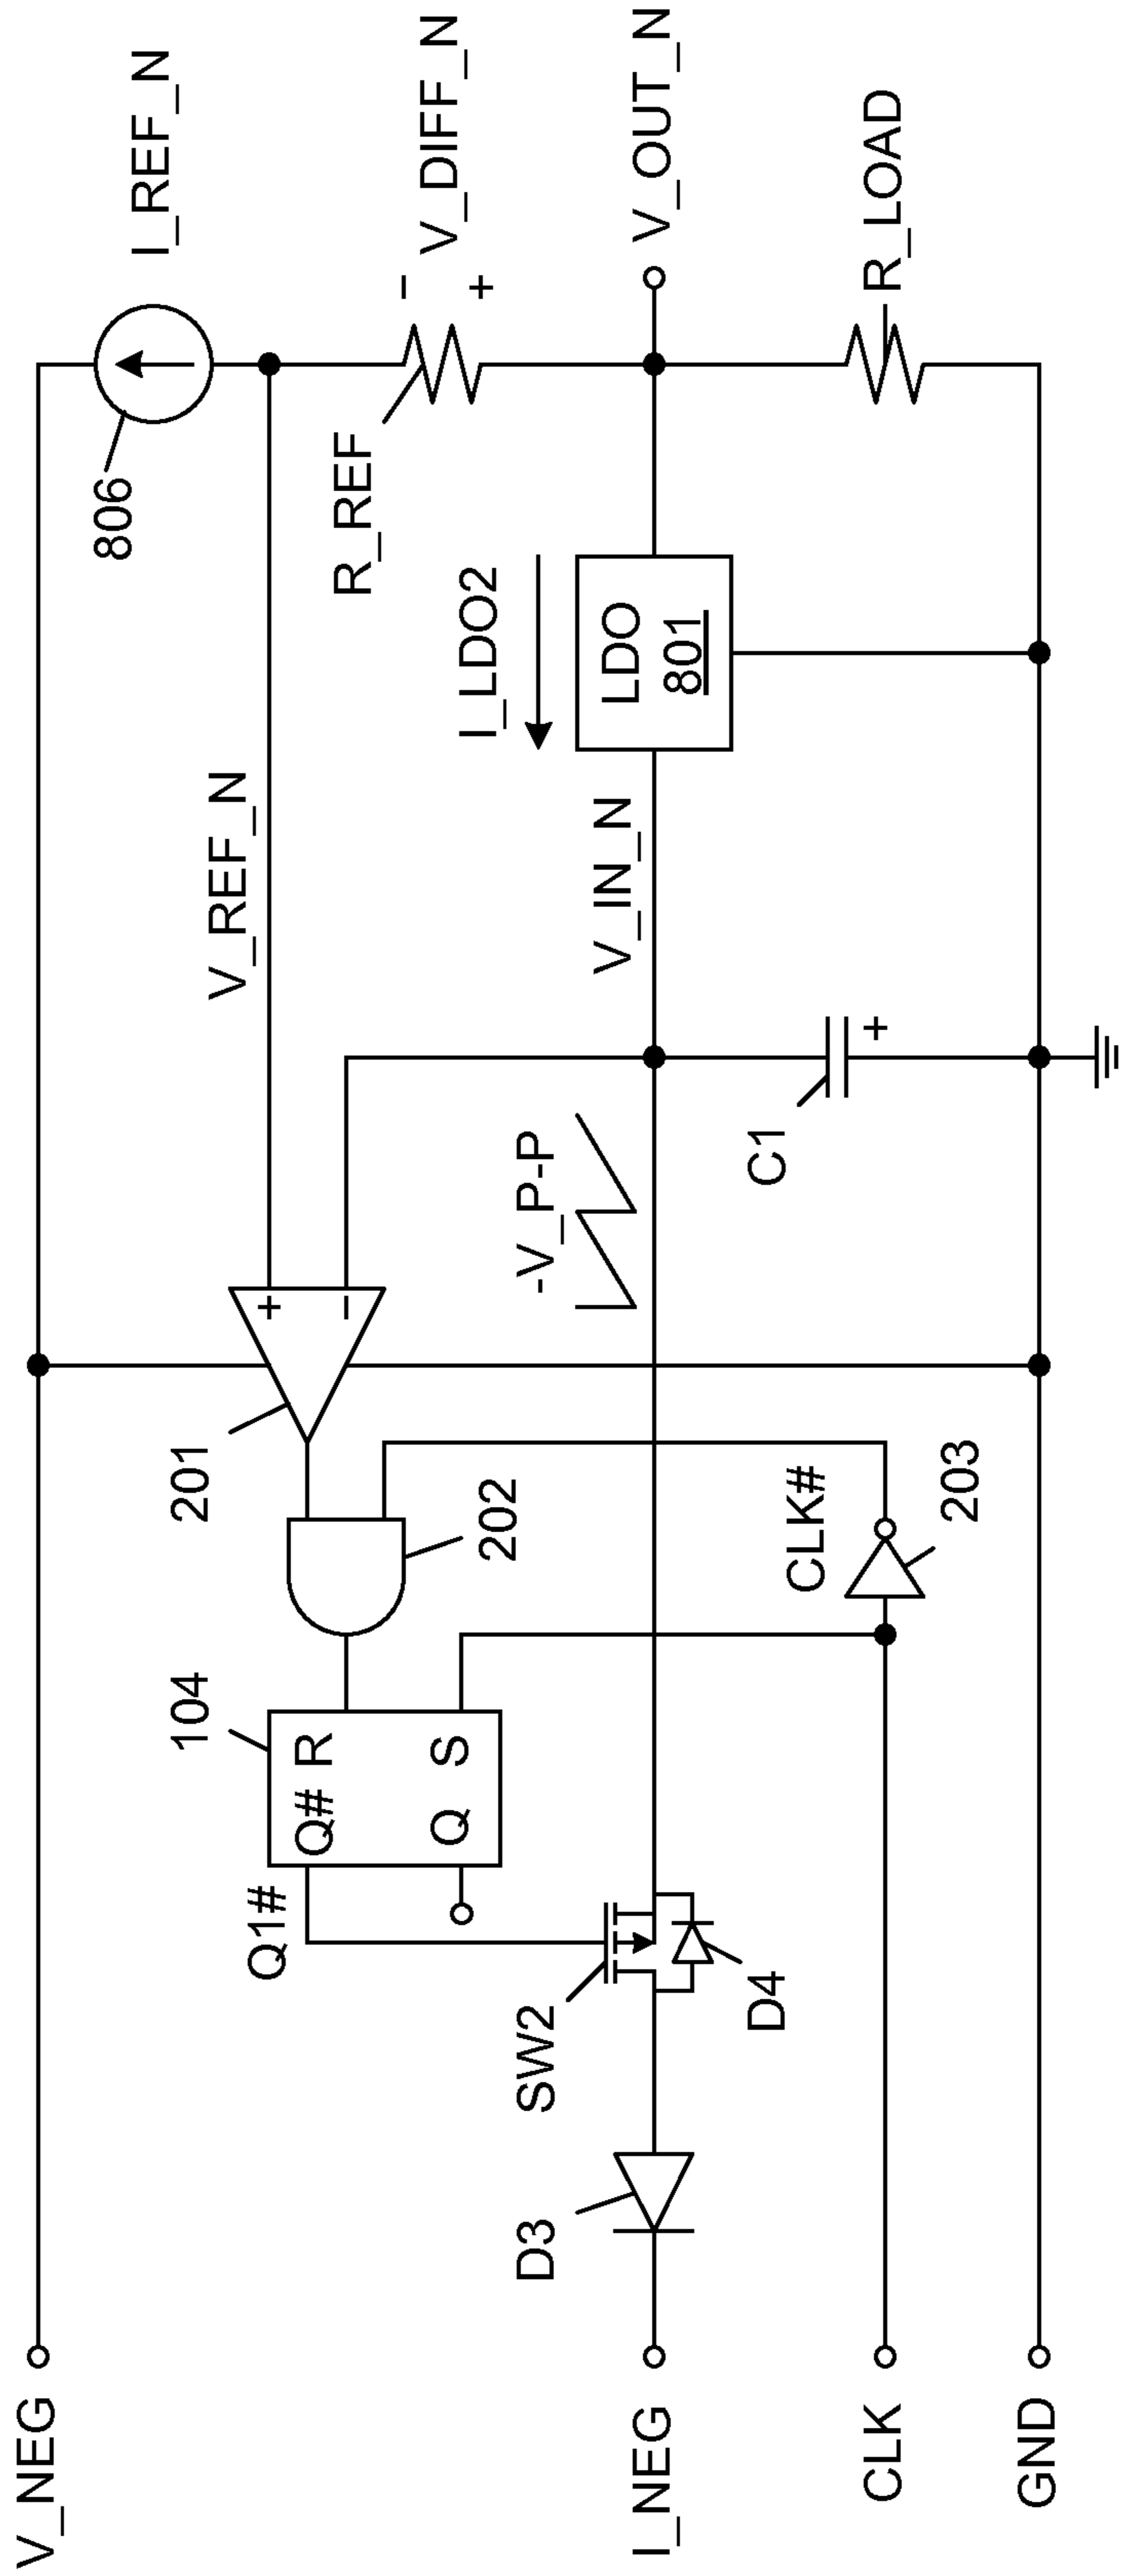 V_NEG
I_NEG
CLK
GND
D3
SW2
D4
Q1#
104
Q# R
Q S
202
201
CLK#
203
+
−
-V_P-P
C1
+
V_REF_N
V_IN_N
I_LDO2
LDO
801
806
R_REF
I_REF_N
−
V_DIFF_N
+
V_OUT_N
R_LOAD